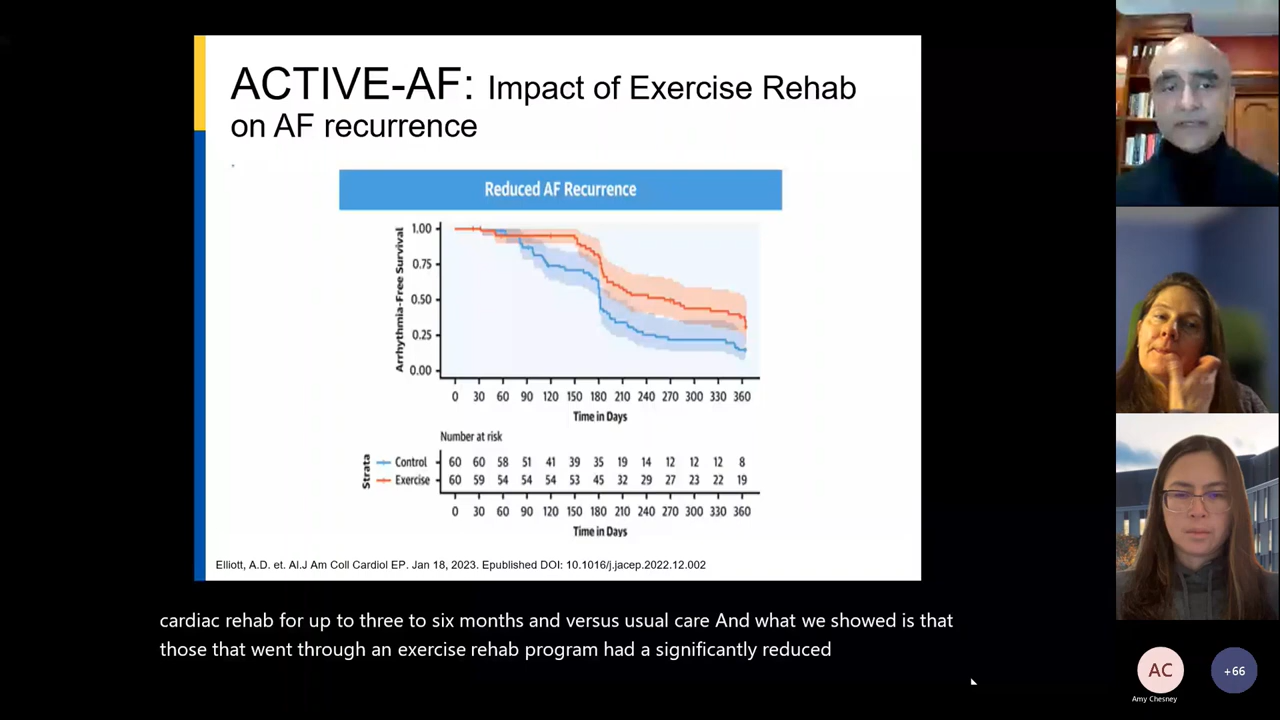 ACTIVE-AF: Impact of Exercise Rehab
on AF recurrence
Reduced AF Recurrence
Arrhythmia-Free Survival
1.00
0.75
0.50
0.25
0.00
0 30 60 90 120 150 180 210 240 270 300 330 360
Time in Days
Number at risk
Strata
Control 60 60 58 51 41 39 35 19 14 12 12 12 8
Exercise 60 59 54 54 54 53 45 32 29 27 23 22 19
0 30 60 90 120 150 180 210 240 270 300 330 360
Time in Days
Elliott, A.D. et. Al.J Am Coll Cardiol EP. Jan 18, 2023. Epublished DOI: 10.1016/j.jacep.2022.12.002
cardiac rehab for up to three to six months and versus usual care And what we showed is that
those that went through an exercise rehab program had a significantly reduced
AC
+66
Amy Chesney